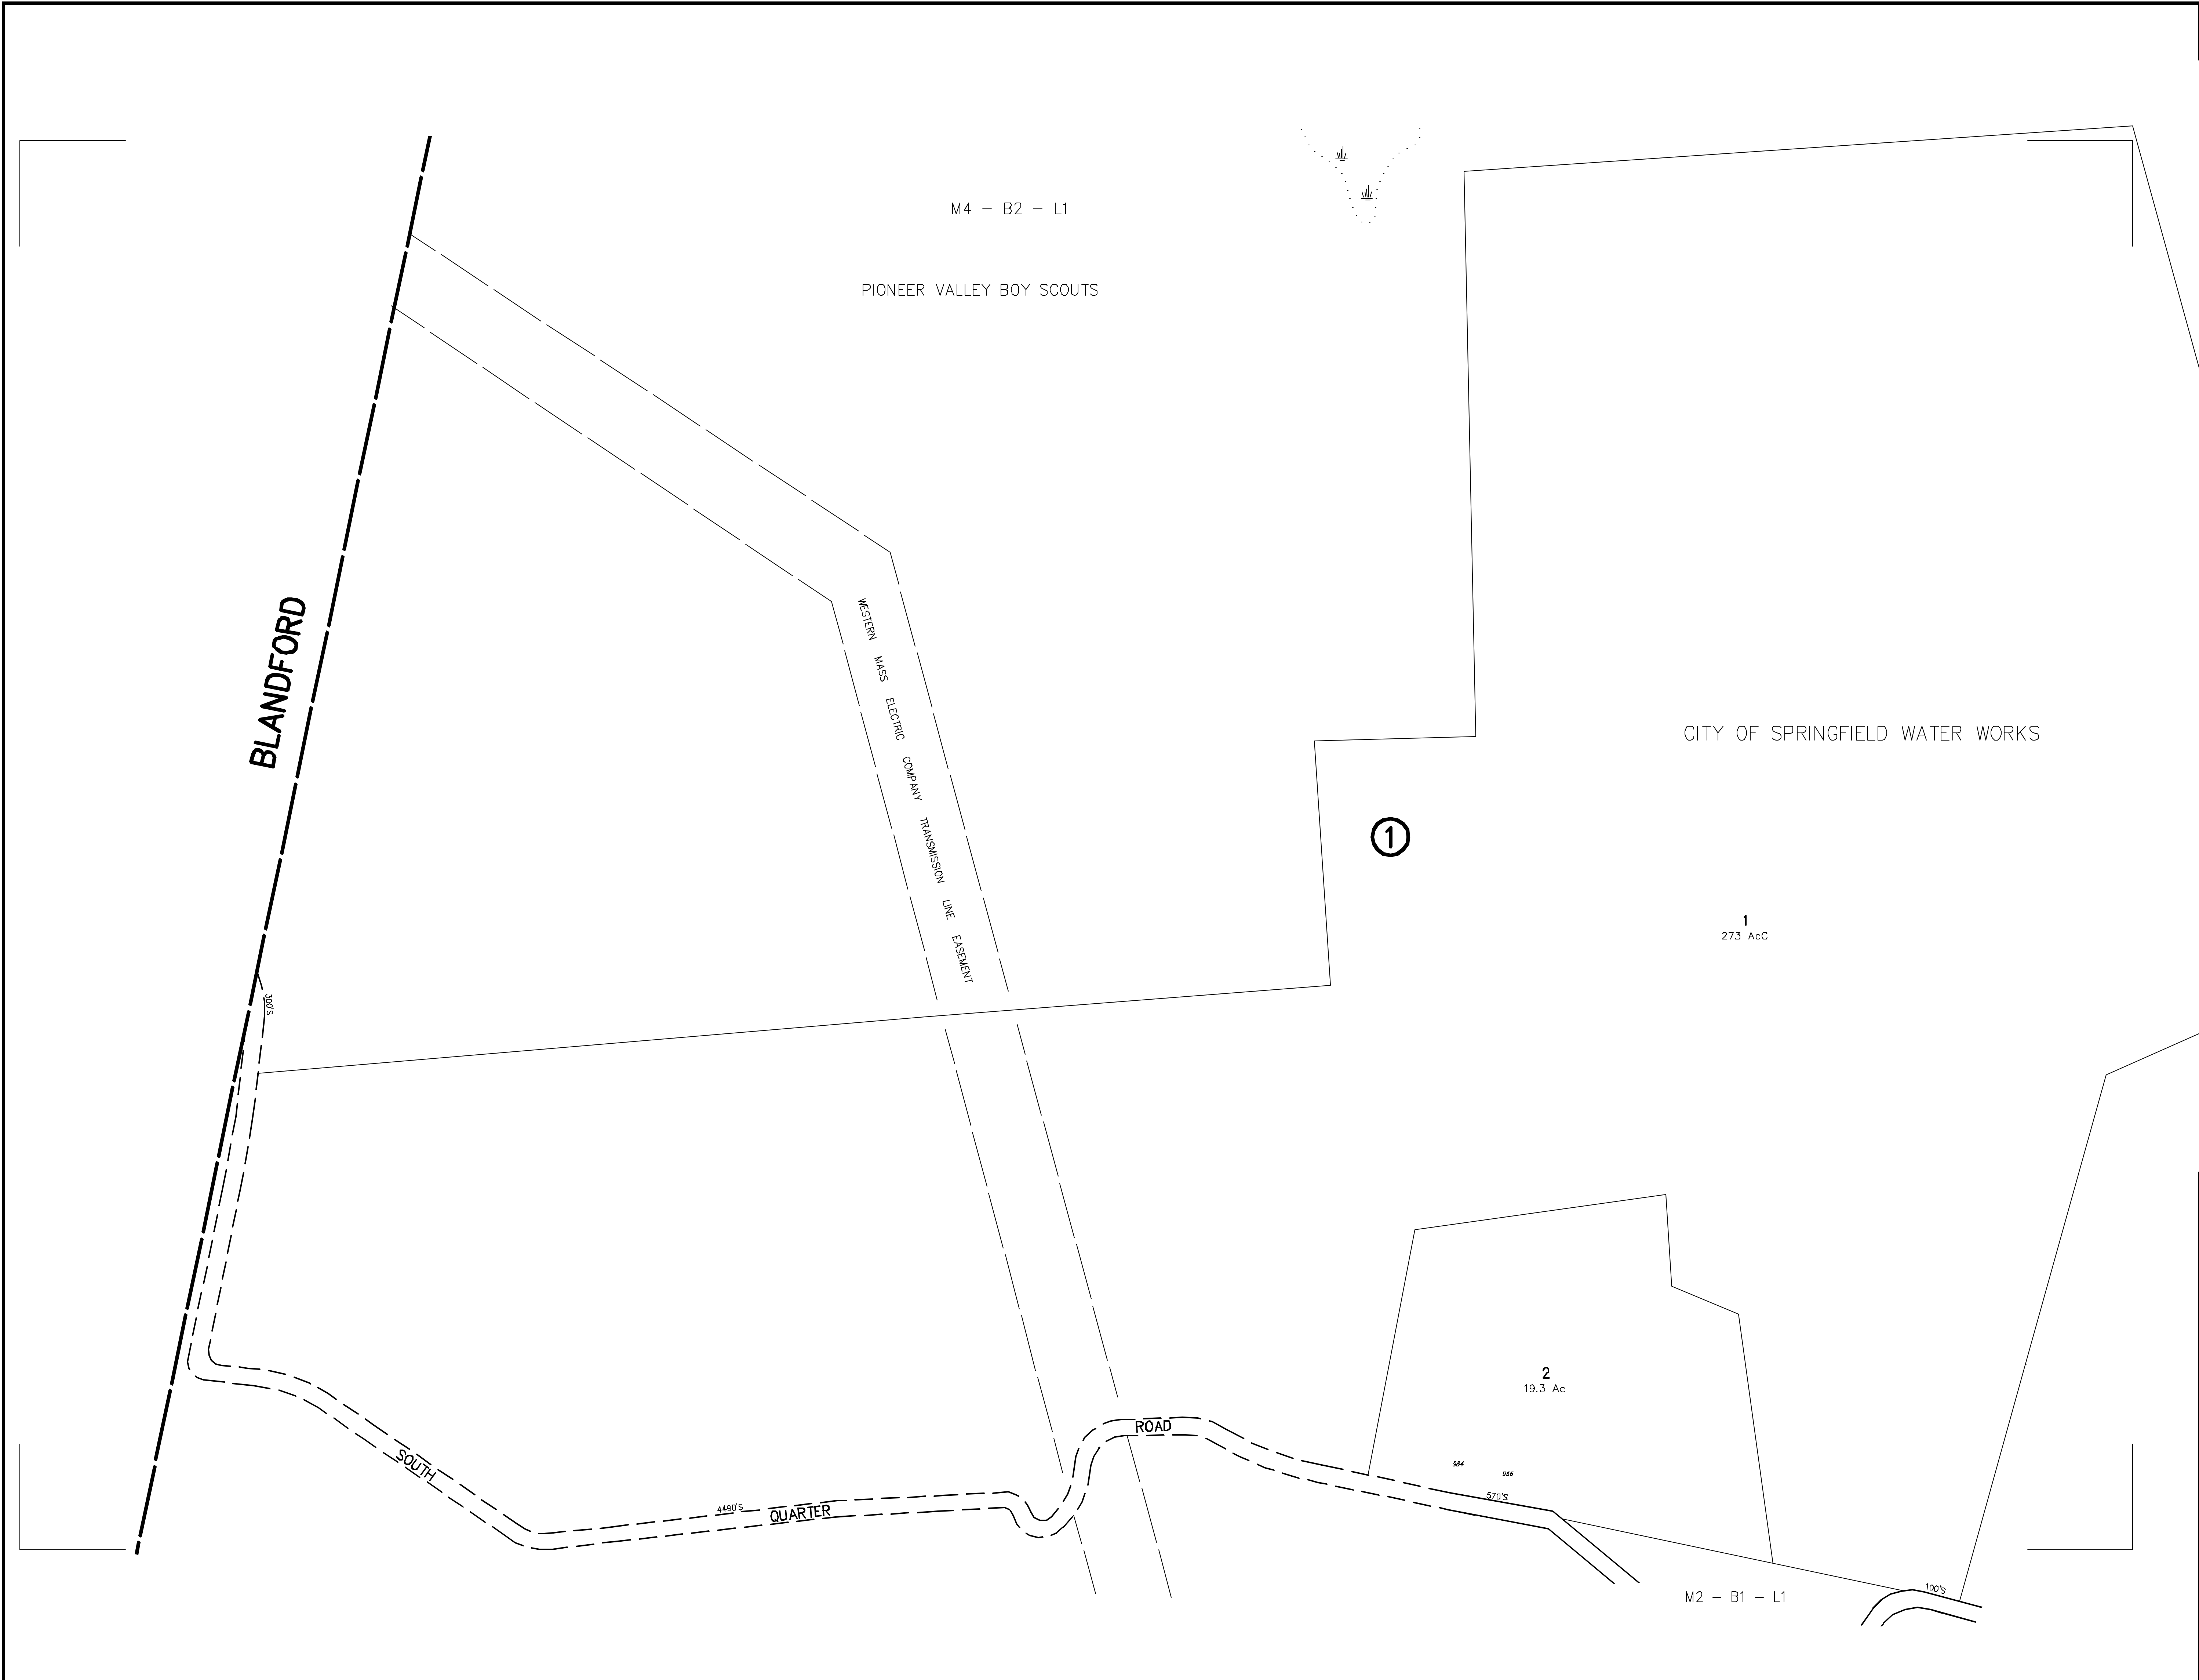 M4 – B2 – L1
PIONEER VALLEY BOY SCOUTS
BLANDFORD
WESTERN MASS ELECTRIC COMPANY TRANSMISSION LINE EASEMENT
CITY OF SPRINGFIELD WATER WORKS
1
1
273 AcC
300'S
2
19.3 Ac
SOUTH QUARTER ROAD
4490'S
984
936
570'S
M2 – B1 – L1
100'S